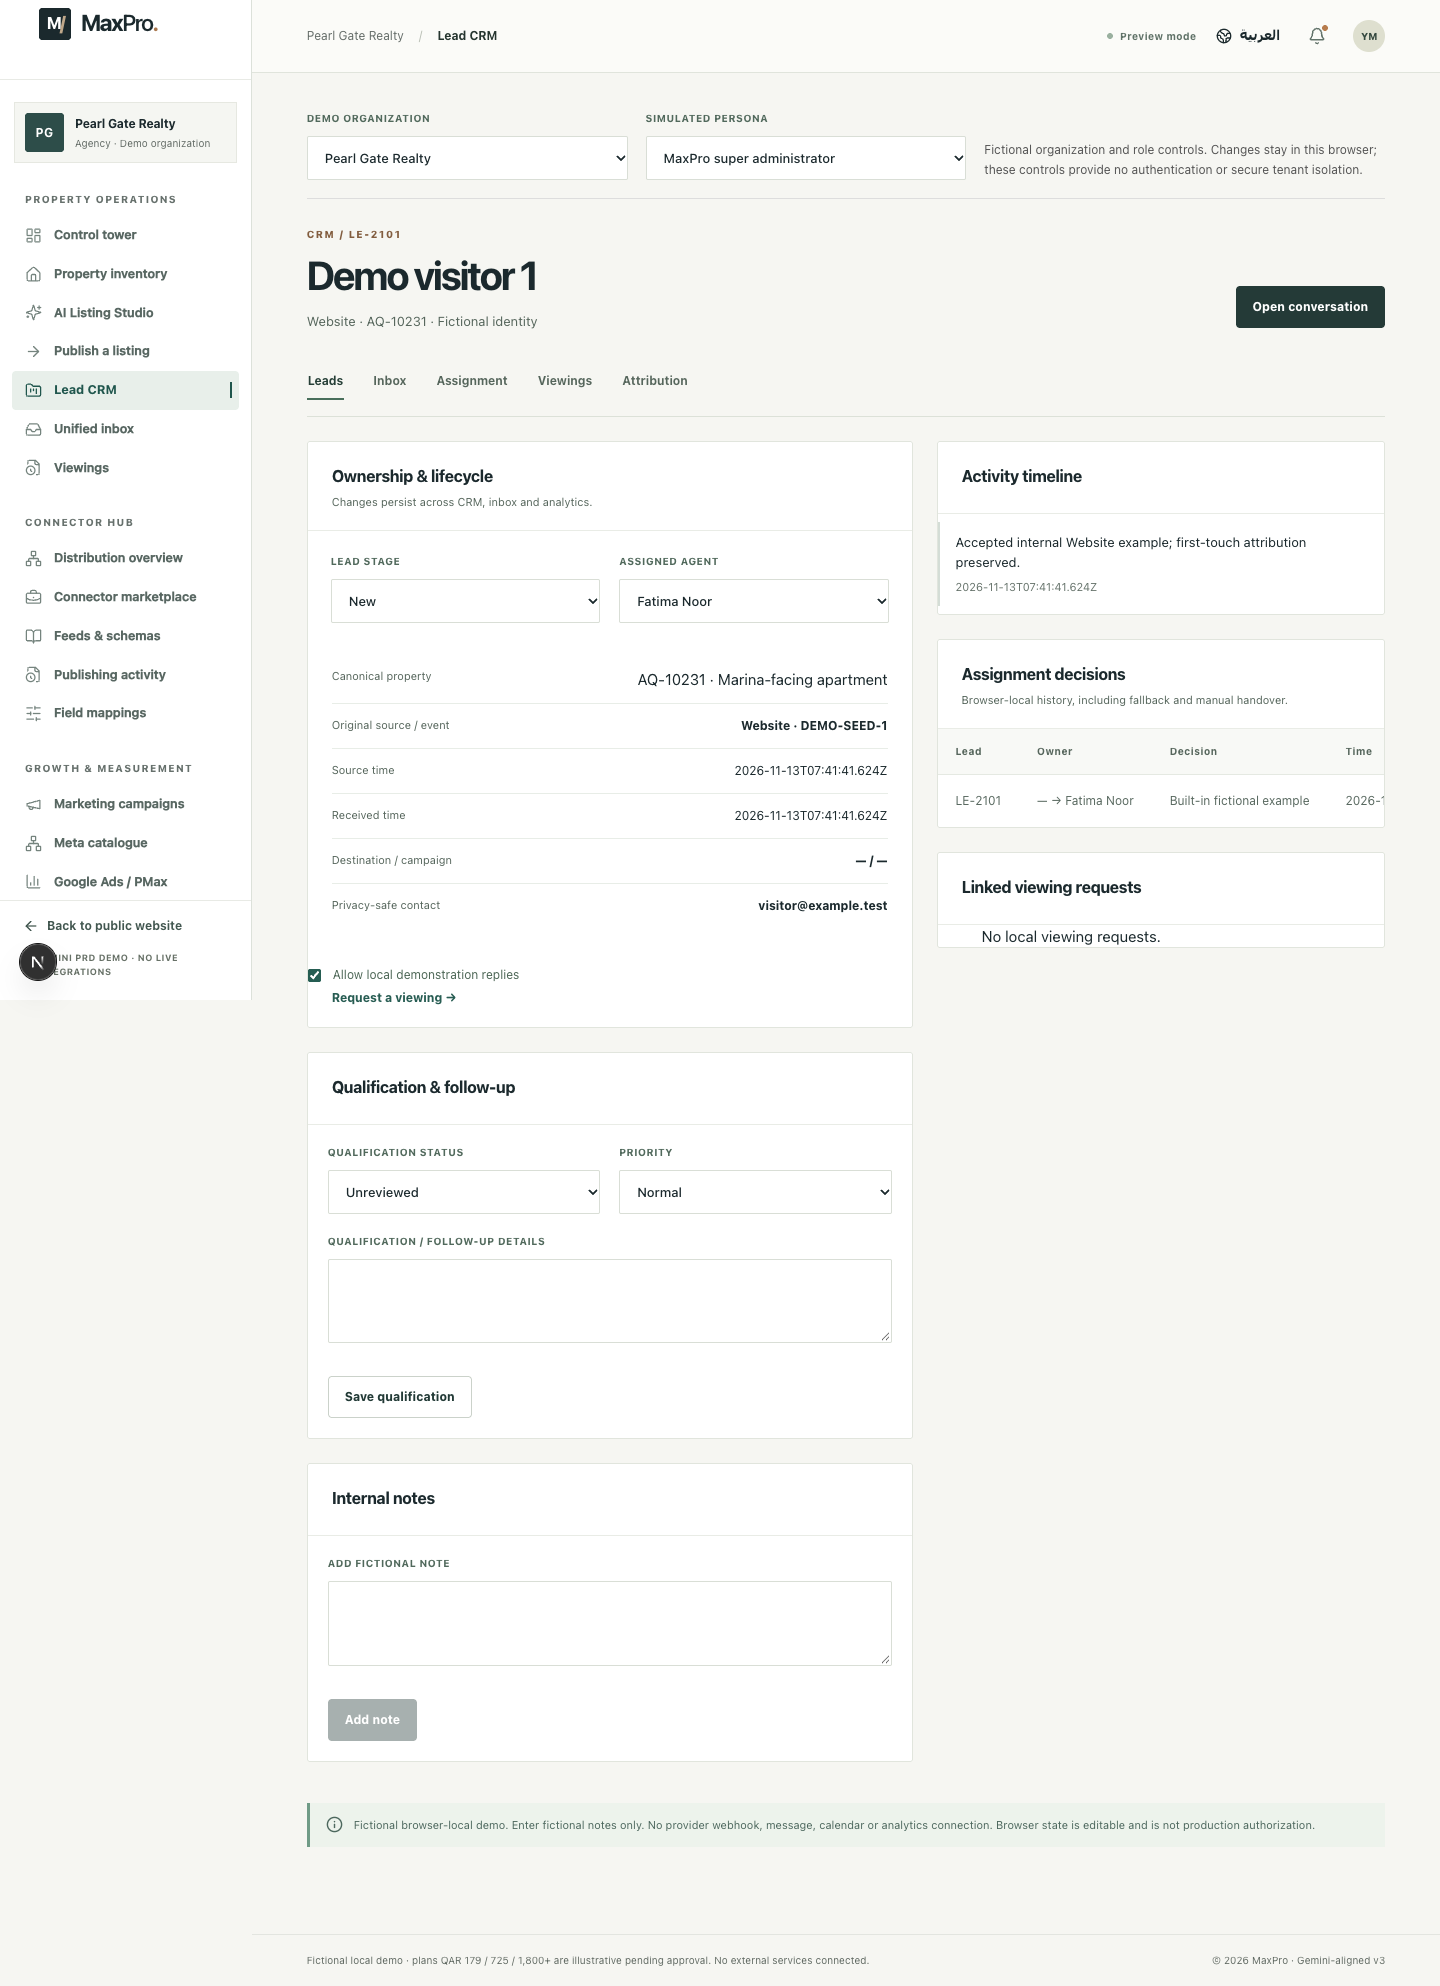 M/ MaxPro.
PG
Pearl Gate Realty
Agency · Demo organization
PROPERTY OPERATIONS
Control tower
Property inventory
AI Listing Studio
Publish a listing
Lead CRM
Unified inbox
Viewings
CONNECTOR HUB
Distribution overview
Connector marketplace
Feeds & schemas
Publishing activity
Field mappings
GROWTH & MEASUREMENT
Marketing campaigns
Meta catalogue
Google Ads / PMax
Back to public website
N
INI PRD DEMO · NO LIVE
EGRATIONS
Pearl Gate Realty / Lead CRM
Preview mode
العربية
YM
DEMO ORGANIZATION
Pearl Gate Realty
SIMULATED PERSONA
MaxPro super administrator
Fictional organization and role controls. Changes stay in this browser;
these controls provide no authentication or secure tenant isolation.
CRM / LE-2101
Demo visitor 1
Website · AQ-10231 · Fictional identity
Open conversation
Leads Inbox Assignment Viewings Attribution
Ownership & lifecycle
Changes persist across CRM, inbox and analytics.
LEAD STAGE
New
ASSIGNED AGENT
Fatima Noor
Canonical property AQ-10231 · Marina-facing apartment
Original source / event Website · DEMO-SEED-1
Source time 2026-11-13T07:41:41.624Z
Received time 2026-11-13T07:41:41.624Z
Destination / campaign — / —
Privacy-safe contact visitor@example.test
Allow local demonstration replies
Request a viewing →
Qualification & follow-up
QUALIFICATION STATUS
Unreviewed
PRIORITY
Normal
QUALIFICATION / FOLLOW-UP DETAILS
Save qualification
Internal notes
ADD FICTIONAL NOTE
Add note
Activity timeline
Accepted internal Website example; first-touch attribution
preserved.
2026-11-13T07:41:41.624Z
Assignment decisions
Browser-local history, including fallback and manual handover.
Lead Owner Decision Time
LE-2101 — → Fatima Noor Built-in fictional example 2026-1
Linked viewing requests
No local viewing requests.
Fictional browser-local demo. Enter fictional notes only. No provider webhook, message, calendar or analytics connection. Browser state is editable and is not production authorization.
Fictional local demo · plans QAR 179 / 725 / 1,800+ are illustrative pending approval. No external services connected.
© 2026 MaxPro · Gemini-aligned v3